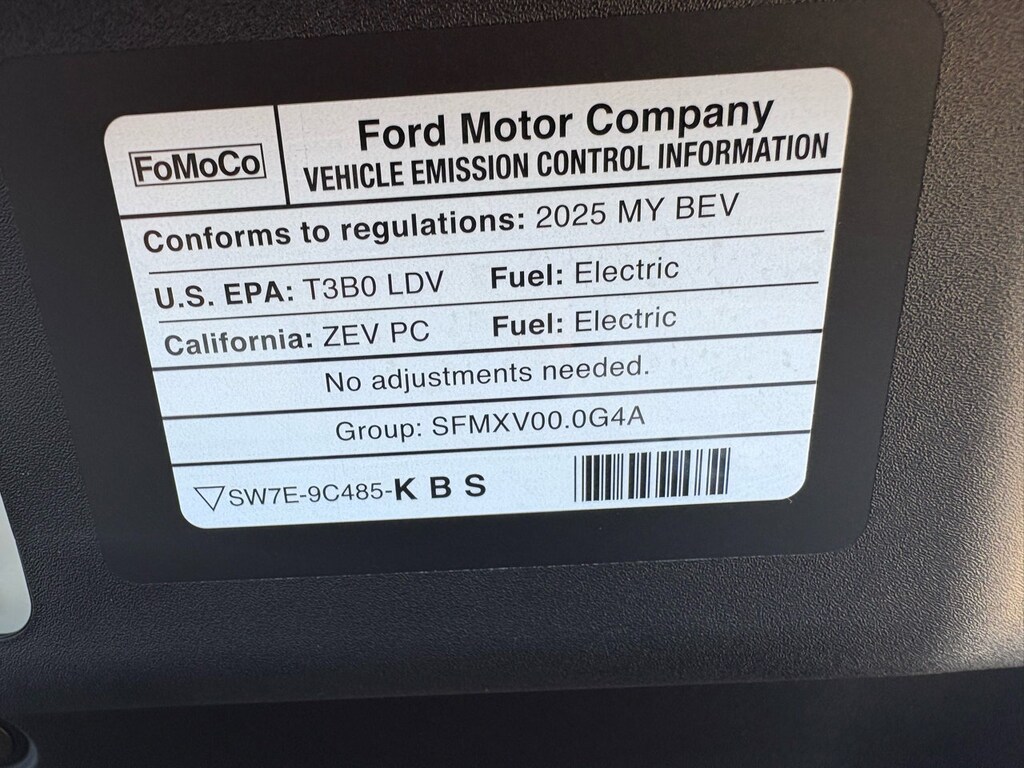 FoMoCo
Ford Motor Company
VEHICLE EMISSION CONTROL INFORMATION
Conforms to regulations: 2025 MY BEV
U.S. EPA: T3B0 LDV Fuel: Electric
California: ZEV PC Fuel: Electric
No adjustments needed.
Group: SFMXV00.0G4A
SW7E-9C485-K B S